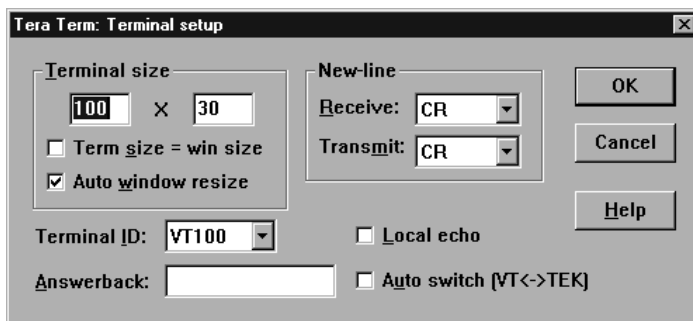 Tera Term: Terminal setup
Terminal size
100 X 30
Term size = win size
Auto window resize
New-line
Receive: CR
Transmit: CR
OK
Cancel
Help
Terminal ID: VT100
Local echo
Answerback:
Auto switch (VT<->TEK)